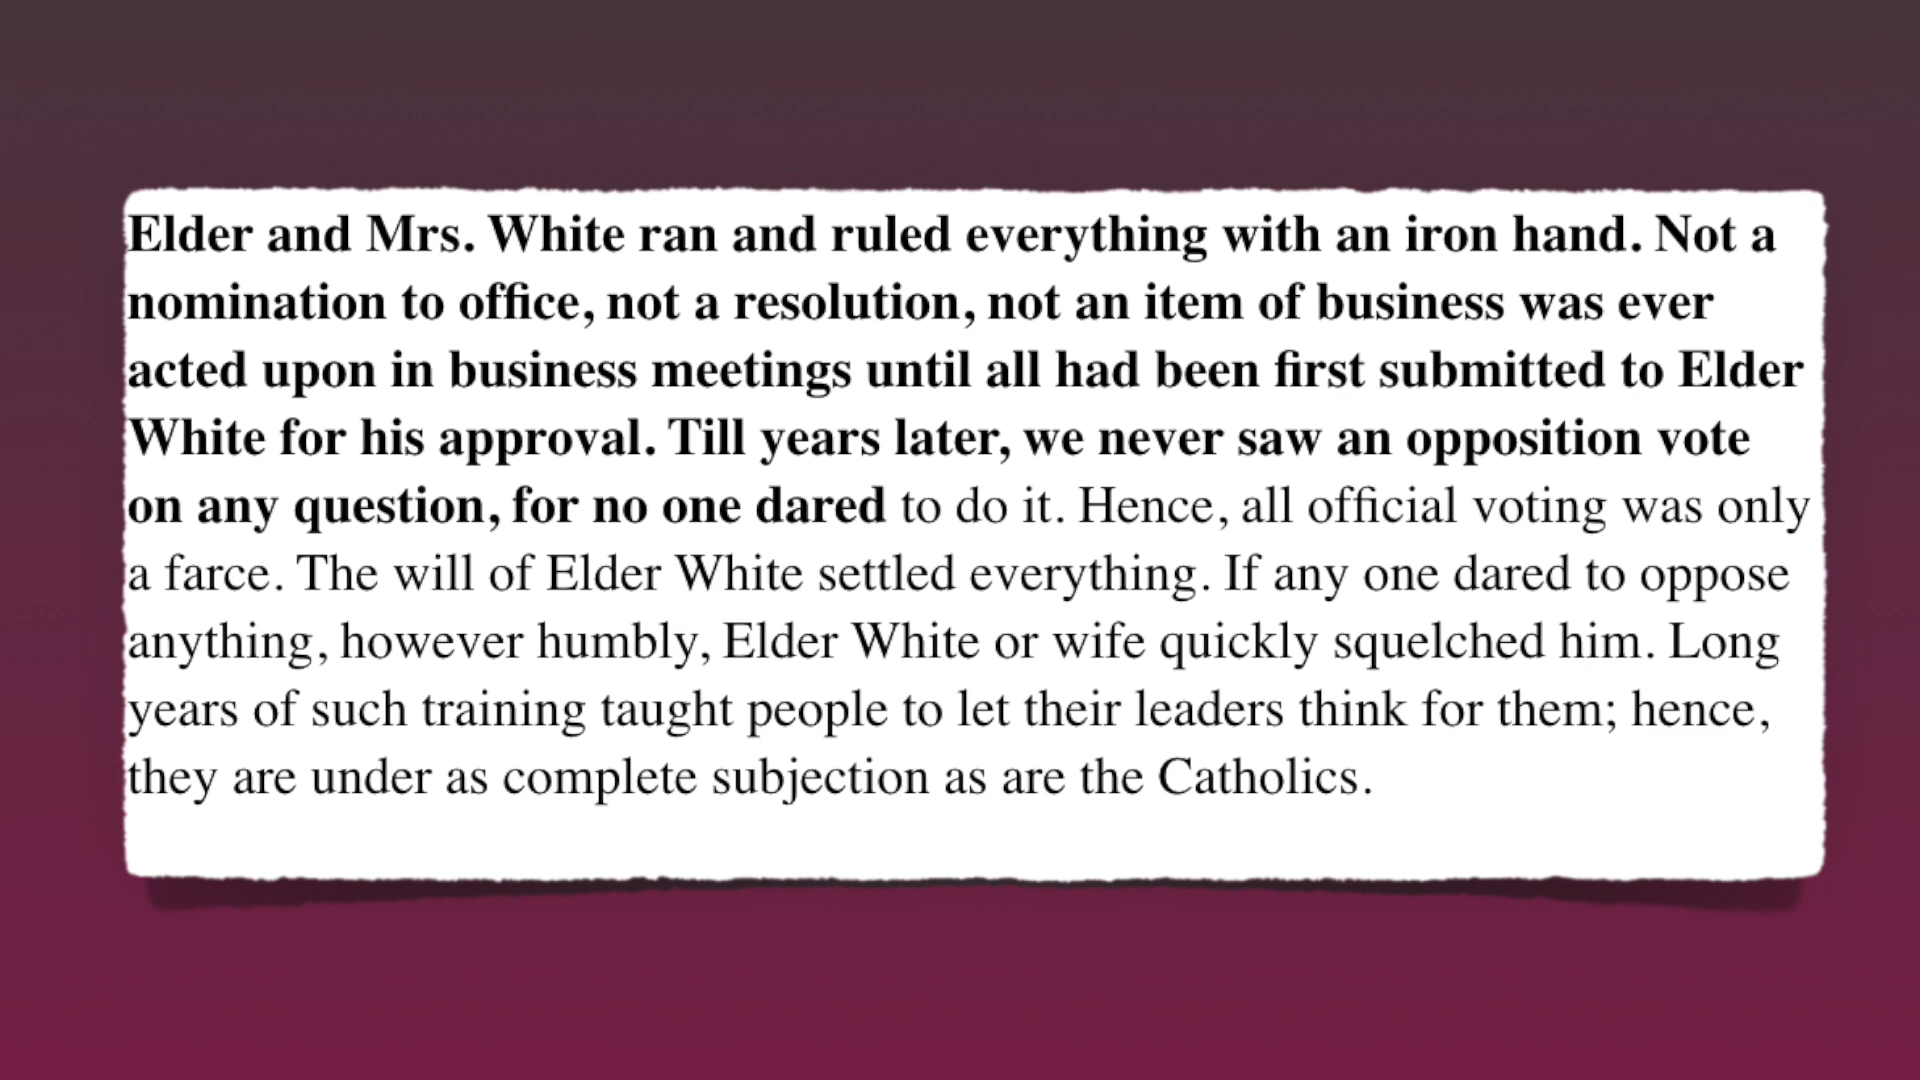 Elder and Mrs. White ran and ruled everything with an iron hand. Not a
nomination to office, not a resolution, not an item of business was ever
acted upon in business meetings until all had been first submitted to Elder
White for his approval. Till years later, we never saw an opposition vote
on any question, for no one dared to do it. Hence, all official voting was only
a farce. The will of Elder White settled everything. If any one dared to oppose
anything, however humbly, Elder White or wife quickly squelched him. Long
years of such training taught people to let their leaders think for them; hence,
they are under as complete subjection as are the Catholics.